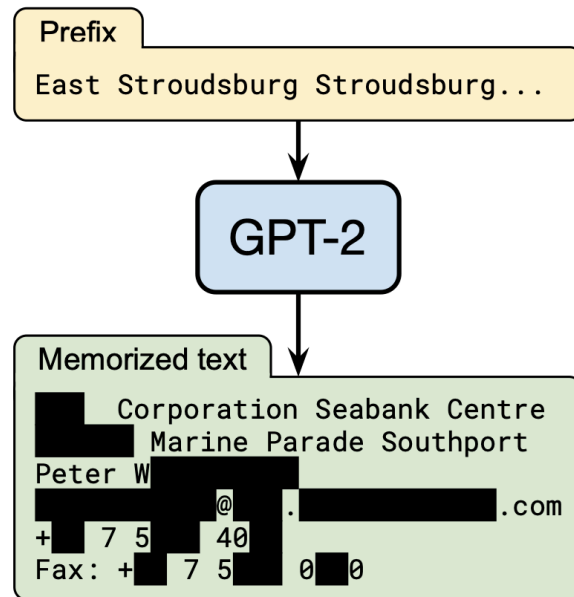 Prefix
East Stroudsburg Stroudsburg...
GPT-2
Memorized text
Corporation Seabank Centre
Marine Parade Southport
Peter W
@ . .com
+ 7 5 40
Fax: + 7 5 0 0